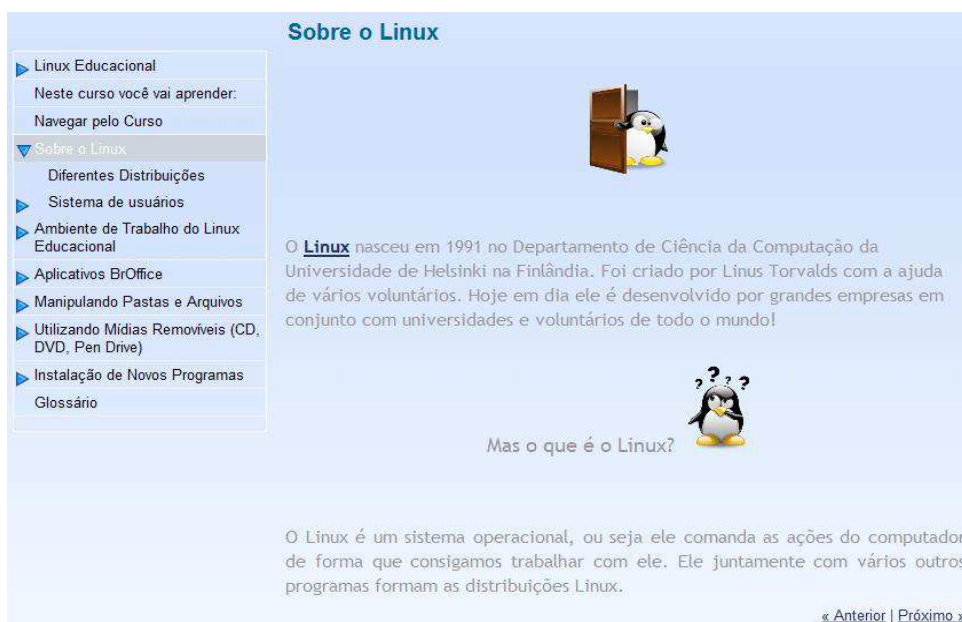 Sobre o Linux
Linux Educacional
Neste curso você vai aprender:
Navegar pelo Curso
Sobre o Linux
Diferentes Distribuições
Sistema de usuários
Ambiente de Trabalho do Linux
Educacional
Aplicativos BrOffice
Manipulando Pastas e Arquivos
Utilizando Mídias Removíveis (CD,
DVD, Pen Drive)
Instalação de Novos Programas
Glossário
O Linux nasceu em 1991 no Departamento de Ciência da Computação da
Universidade de Helsinki na Finlândia. Foi criado por Linus Torvalds com a ajuda
de vários voluntários. Hoje em dia ele é desenvolvido por grandes empresas em
conjunto com universidades e voluntários de todo o mundo!
? ? ? ?
Mas o que é o Linux?
O Linux é um sistema operacional, ou seja ele comanda as ações do computador
de forma que consigamos trabalhar com ele. Ele juntamente com vários outros
programas formam as distribuições Linux.
« Anterior | Próximo »